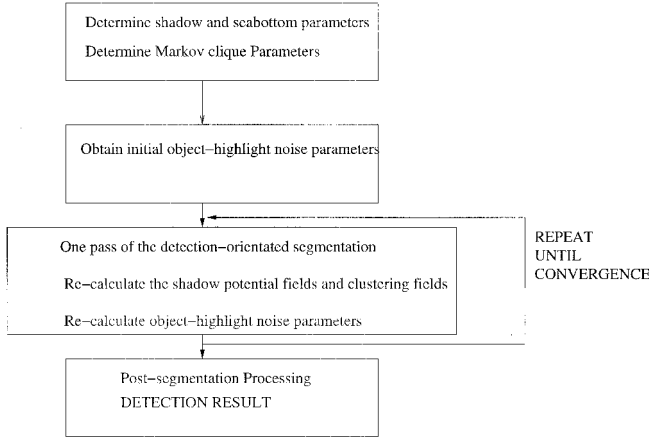 Determine shadow and seabottom parameters
Determine Markov clique Parameters
Obtain initial object-highlight noise parameters
One pass of the detection-orientated segmentation
Re-calculate the shadow potential fields and clustering fields
Re-calculate object-highlight noise parameters
REPEAT
UNTIL
CONVERGENCE
Post-segmentation Processing
DETECTION RESULT